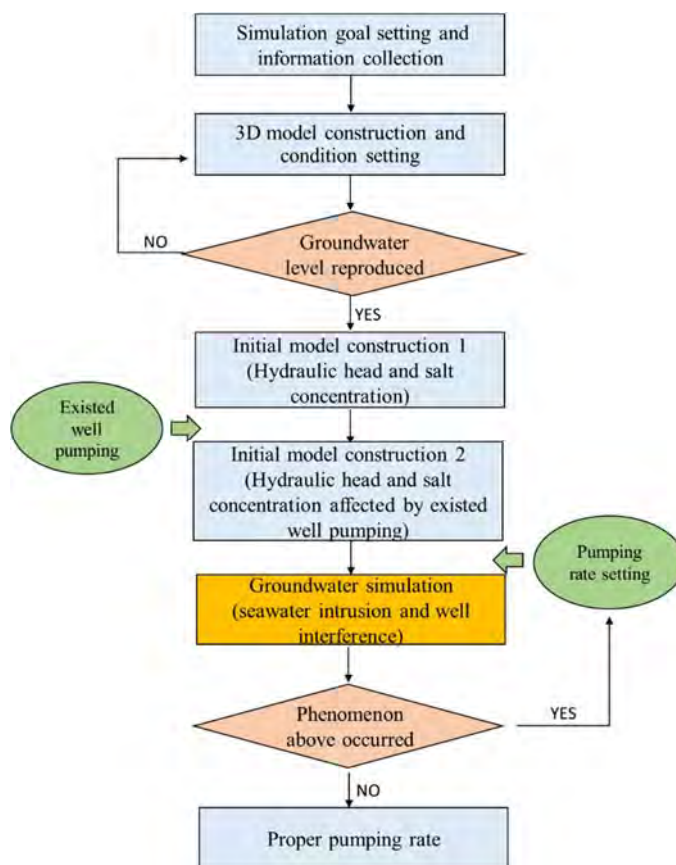 Simulation goal setting and
information collection
3D model construction and
condition setting
NO
Groundwater
level reproduced
YES
Initial model construction 1
(Hydraulic head and salt
concentration)
Existed
well
pumping
Initial model construction 2
(Hydraulic head and salt
concentration affected by existed
well pumping)
Pumping
rate setting
Groundwater simulation
(seawater intrusion and well
interference)
Phenomenon
above occurred
YES
NO
Proper pumping rate